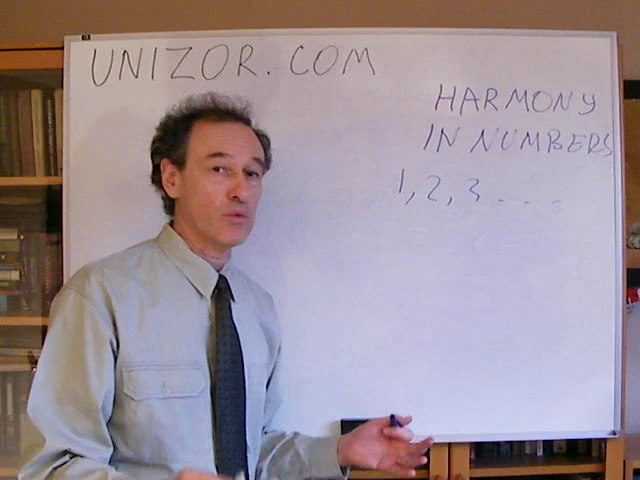 UNIZOR.COM
HARMONY
IN NUMBERS
1, 2, 3 . . . .